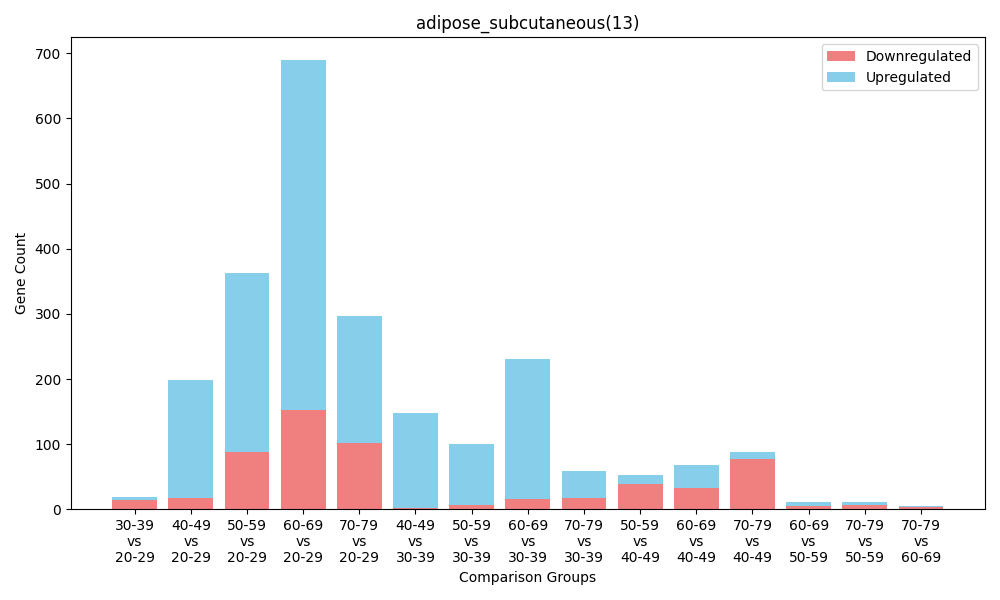 adipose_subcutaneous(13)
Downregulated
Upregulated
Gene Count
700
600
500
400
300
200
100
0
30-39 40-49 50-59 60-69 70-79 40-49 50-59 60-69 70-79 50-59 60-69 70-79 60-69 70-79 70-79
vs vs vs vs vs vs vs vs vs vs vs vs vs vs vs
20-29 20-29 20-29 20-29 20-29 30-39 30-39 30-39 30-39 40-49 40-49 40-49 50-59 50-59 60-69
Comparison Groups